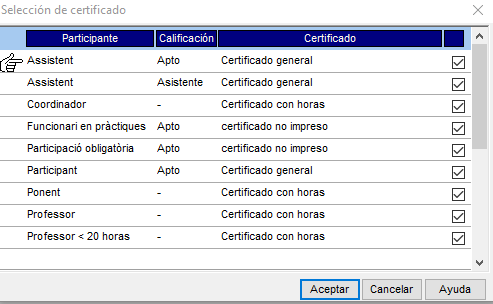 Selección de certificado
Participante Calificación Certificado
Assistent Apto Certificado general
Assistent Asistente Certificado general
Coordinador - Certificado con horas
Funcionari en pràctiques Apto certificado no impreso
Participació obligatòria Apto certificado no impreso
Participant Apto Certificado general
Ponent - Certificado con horas
Professor - Certificado con horas
Professor < 20 horas - Certificado con horas
Aceptar Cancelar Ayuda